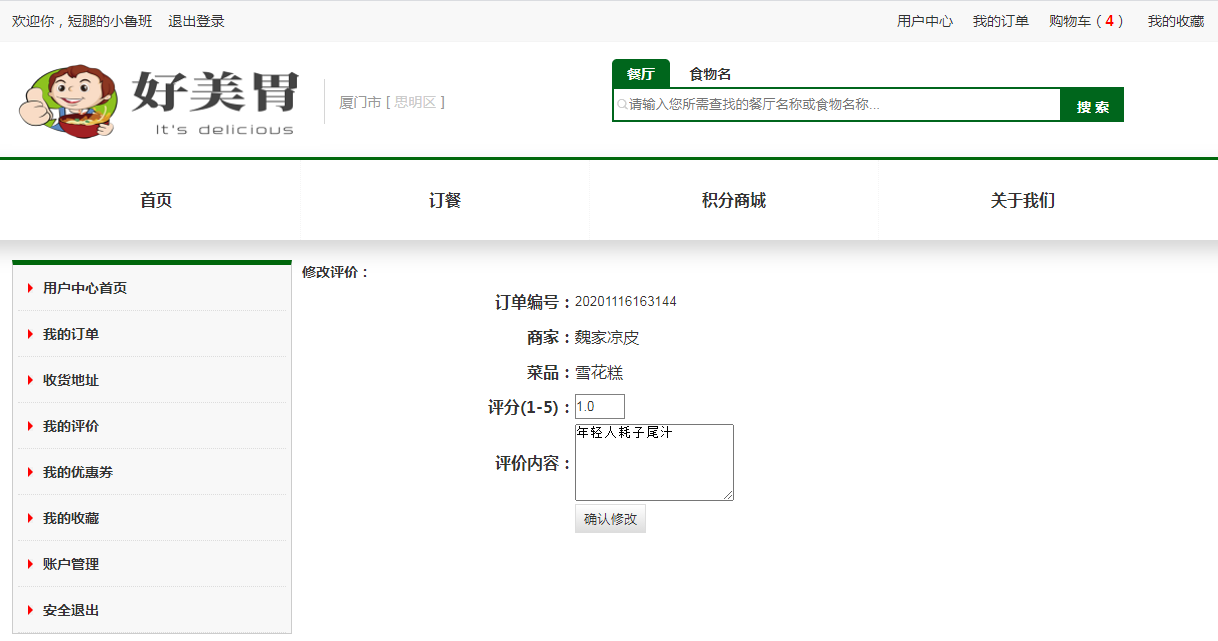 欢迎你，短腿的小鲁班 退出登录 用户中心 我的订单 购物车（4） 我的收藏
好美胃
It's delicious
厦门市 [ 思明区 ]
餐厅 食物名
请输入您所需查找的餐厅名称或食物名称... 搜 索
首页 订餐 积分商城 关于我们
用户中心首页
我的订单
收货地址
我的评价
我的优惠券
我的收藏
账户管理
安全退出
修改评价：
订单编号：20201116163144
商家：魏家凉皮
菜品：雪花糕
评分(1-5)：1.0
评价内容：年轻人耗子尾汁
确认修改